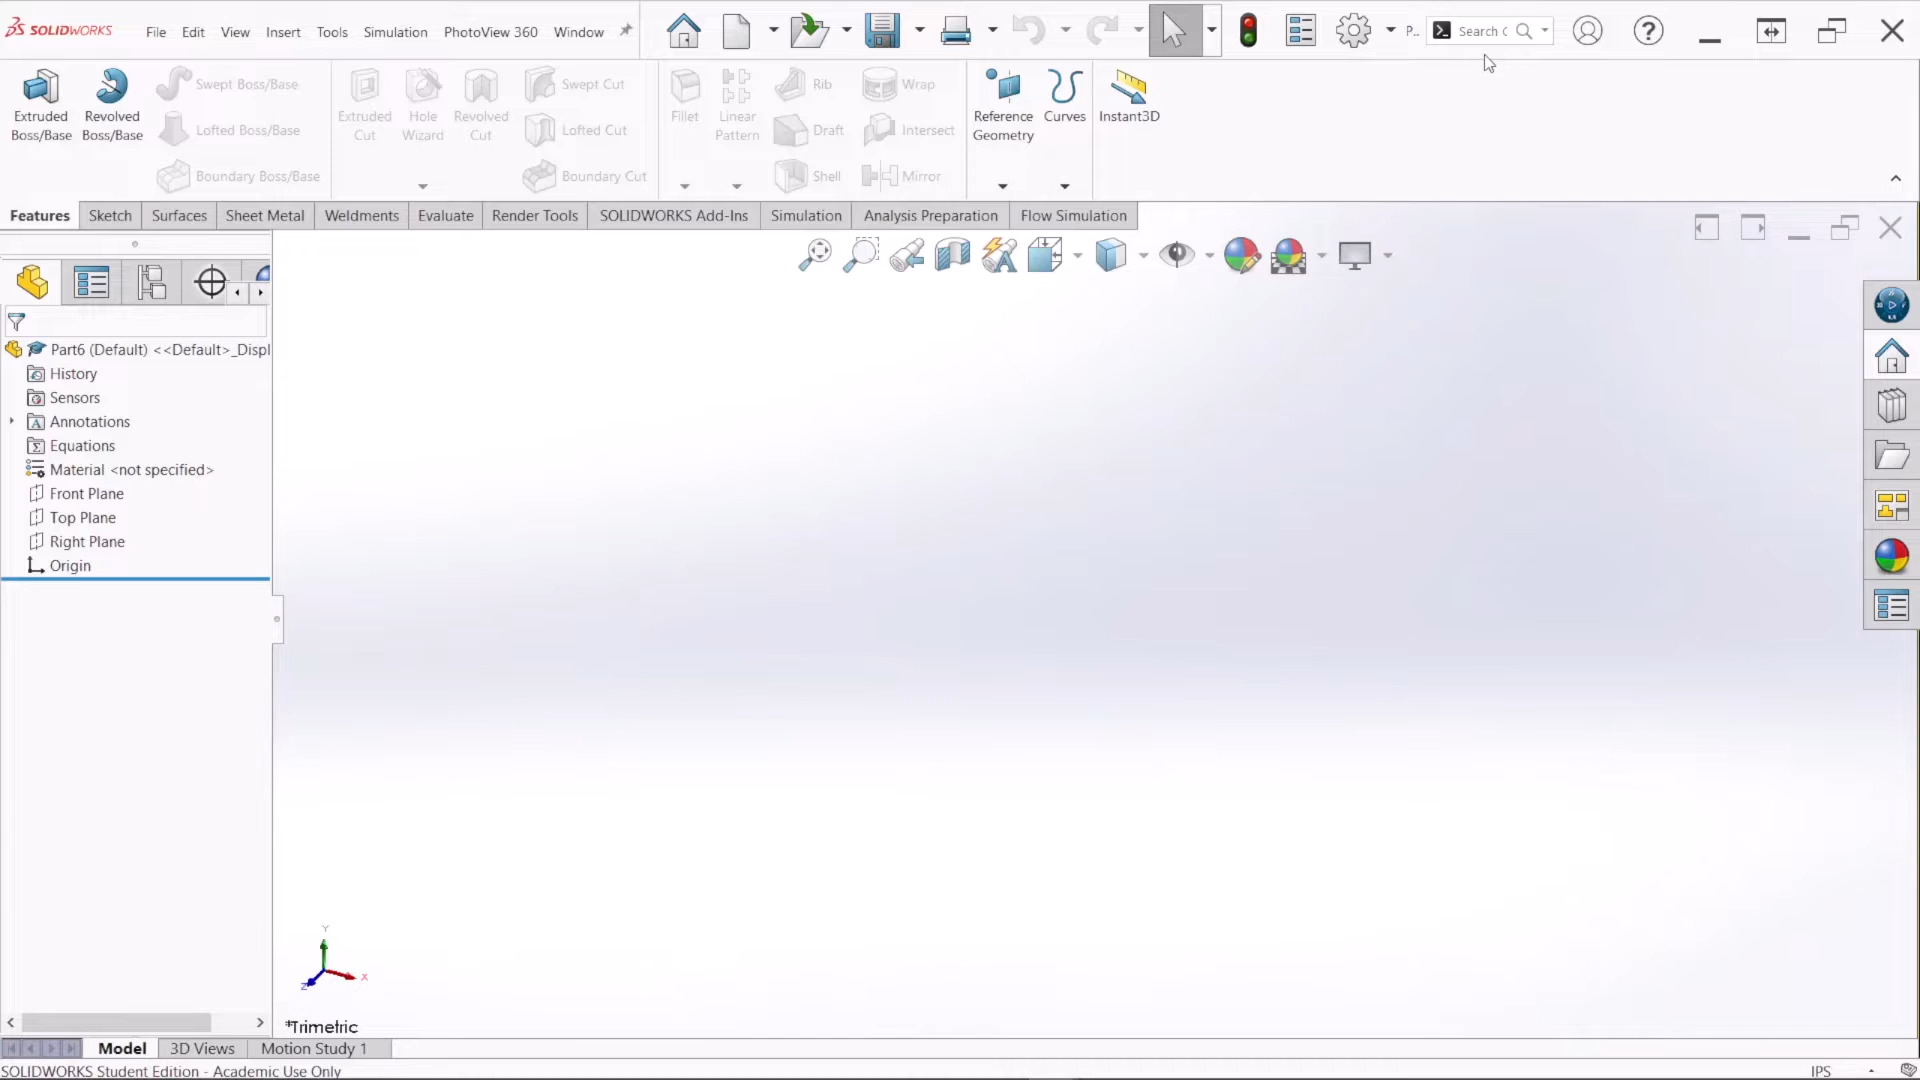 SOLIDWORKS File Edit View Insert Tools Simulation PhotoView 360 Window P... Search C
Extruded Boss/Base
Revolved Boss/Base
Swept Boss/Base
Lofted Boss/Base
Boundary Boss/Base
Extruded Cut
Hole Wizard
Revolved Cut
Swept Cut
Lofted Cut
Boundary Cut
Fillet
Linear Pattern
Rib
Draft
Shell
Wrap
Intersect
Mirror
Reference Geometry
Curves
Instant3D
Features Sketch Surfaces Sheet Metal Weldments Evaluate Render Tools SOLIDWORKS Add-Ins Simulation Analysis Preparation Flow Simulation
Part6 (Default) <<Default>_Displ
History
Sensors
Annotations
Equations
Material <not specified>
Front Plane
Top Plane
Right Plane
Origin
Y
X
Z
*Trimetric
Model 3D Views Motion Study 1
SOLIDWORKS Student Edition - Academic Use Only IPS